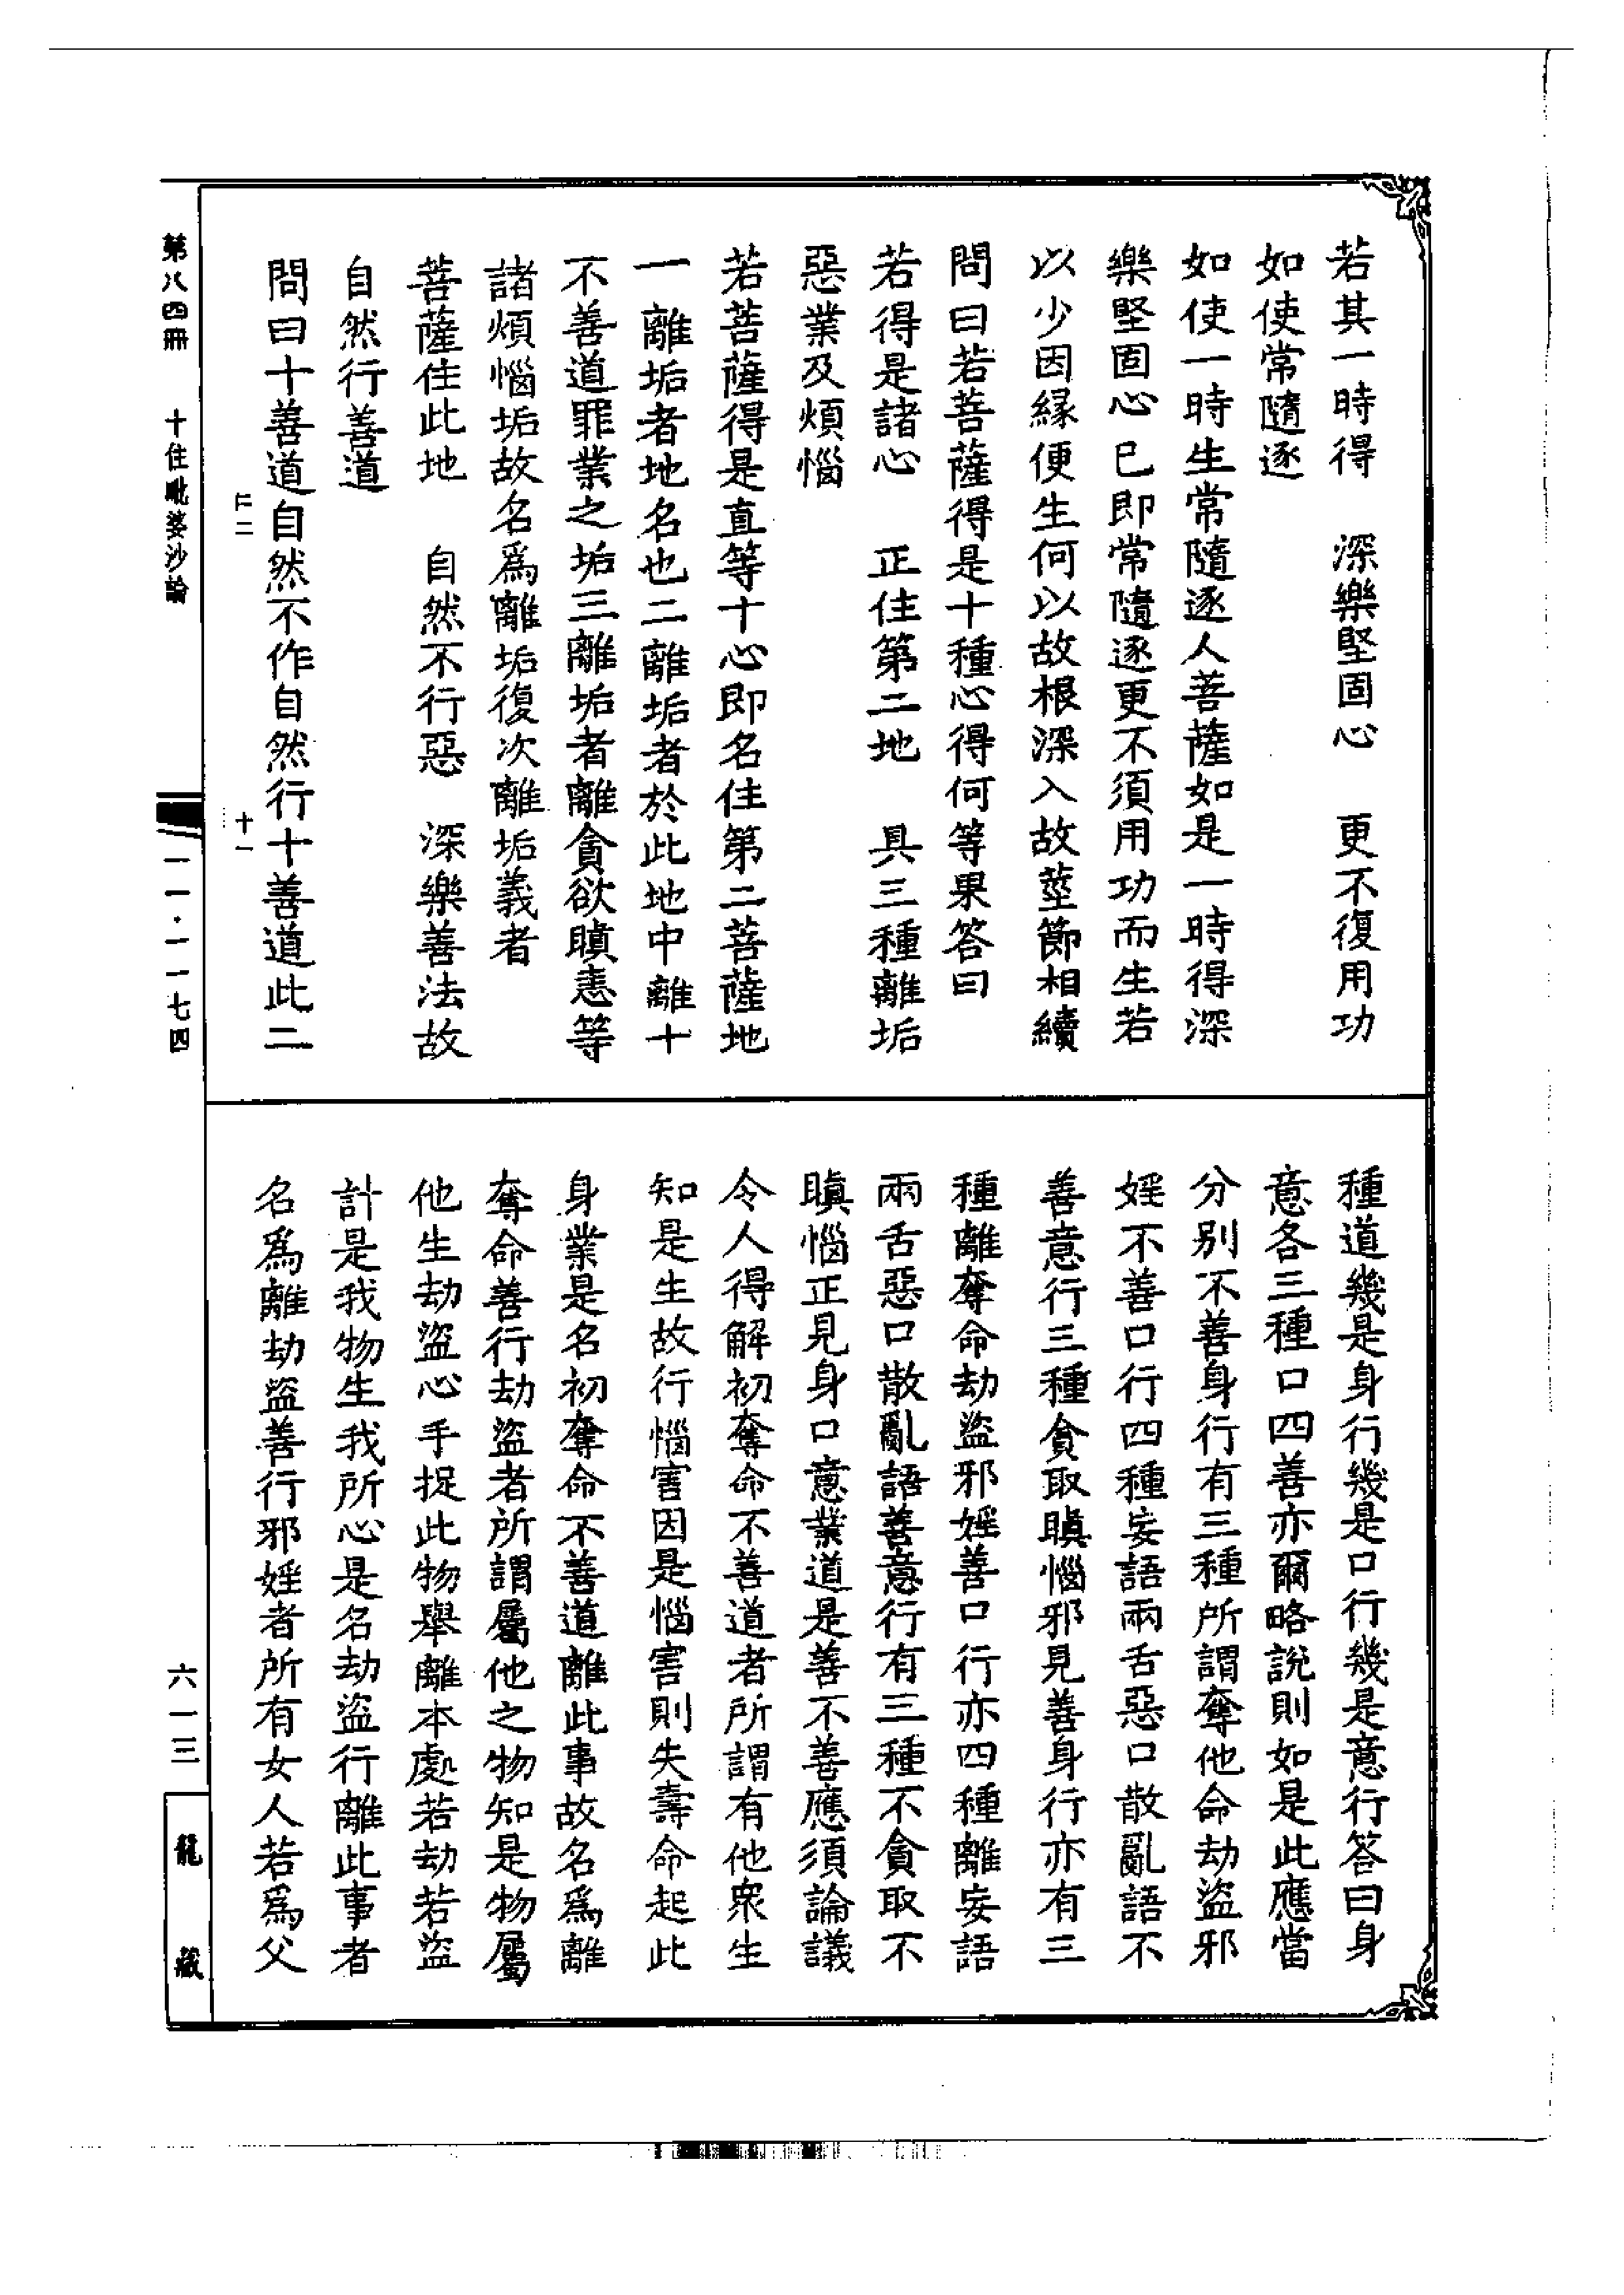 若其一時得　深樂堅固心　更不復用功
如使常隨逐
如使一時生常隨逐人菩薩如是一時得深
樂堅固心已即常隨逐更不須用功而生若
以少因緣便生何以故根深入故莖節相續
問曰若菩薩得是十種心得何等果答曰
若得是諸心　正住第二地　具三種離垢
惡業及煩惱
若菩薩得是直等十心即名住第二菩薩地
一離垢者地名也二離垢者於此地中離十
不善道罪業之垢三離垢者離貪欲瞋恚等
諸煩惱垢故名爲離垢復次離垢義者
菩薩住此地　自然不行惡　深樂善法故
自然行善道
問曰十善道自然不作自然行十善道此二
仁二　十一
種道幾是身行幾是口行幾是意行答曰身
意各三種口四善亦爾略說則如是此應當
分別不善身行有三種所謂奪他命劫盜邪
婬不善口行四種妄語兩舌惡口散亂語不
善意行三種貪取瞋惱邪見善身行亦有三
種離奪命劫盜邪婬善口行亦四種離妄語
兩舌惡口散亂語善意行有三種不貪取不
瞋惱正見身口意業道是善不善應須論議
令人得解初奪命不善道者所謂有他衆生
知是生故行惱害因是惱害則失壽命起此
身業是名初奪命不善道離此事故名爲離
奪命善行劫盜者所謂屬他之物知是物屬
他生劫盜心手捉此物舉離本處若劫若盜
計是我物生我所心是名劫盜行離此事者
名爲離劫盜善行邪婬者所有女人若爲父
第八四冊　十住毗婆沙論
一一·一一七四
六一三
龍藏